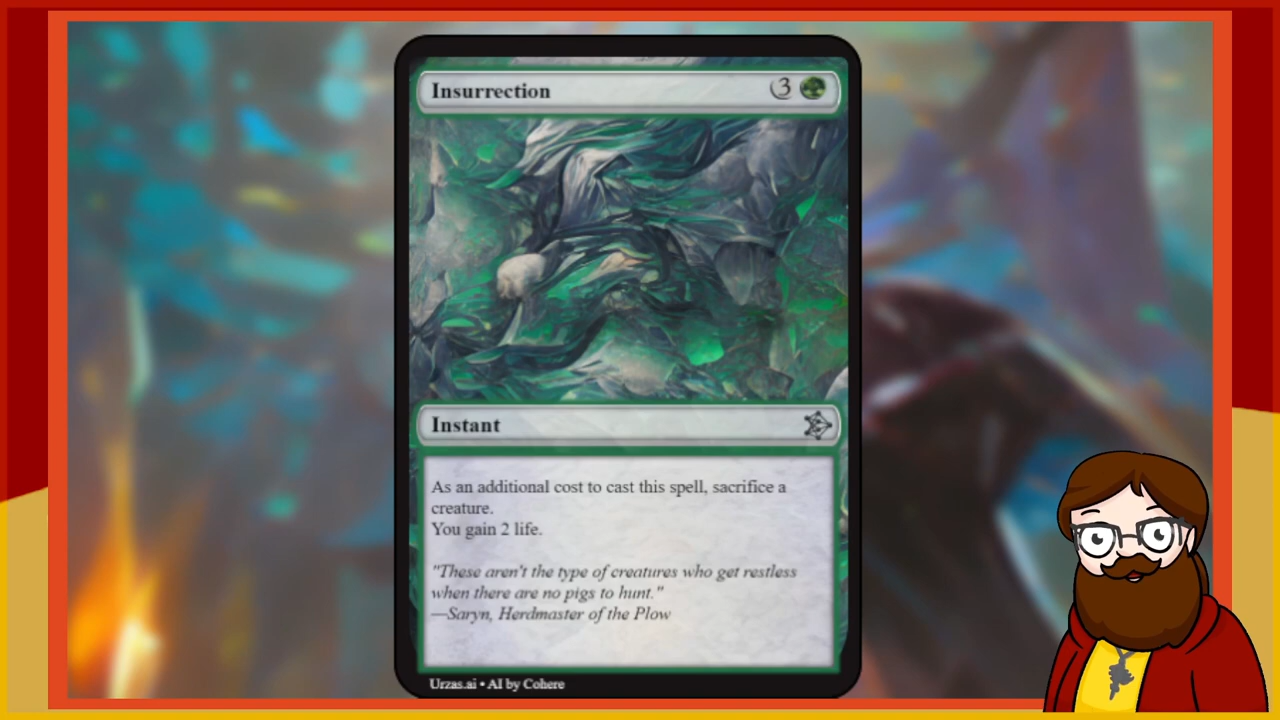 Insurrection 3
Instant
As an additional cost to cast this spell, sacrifice a
creature.
You gain 2 life.
"These aren't the type of creatures who get restless
when there are no pigs to hunt."
—Saryn, Herdmaster of the Plow
Urzas.ai • AI by Cohere